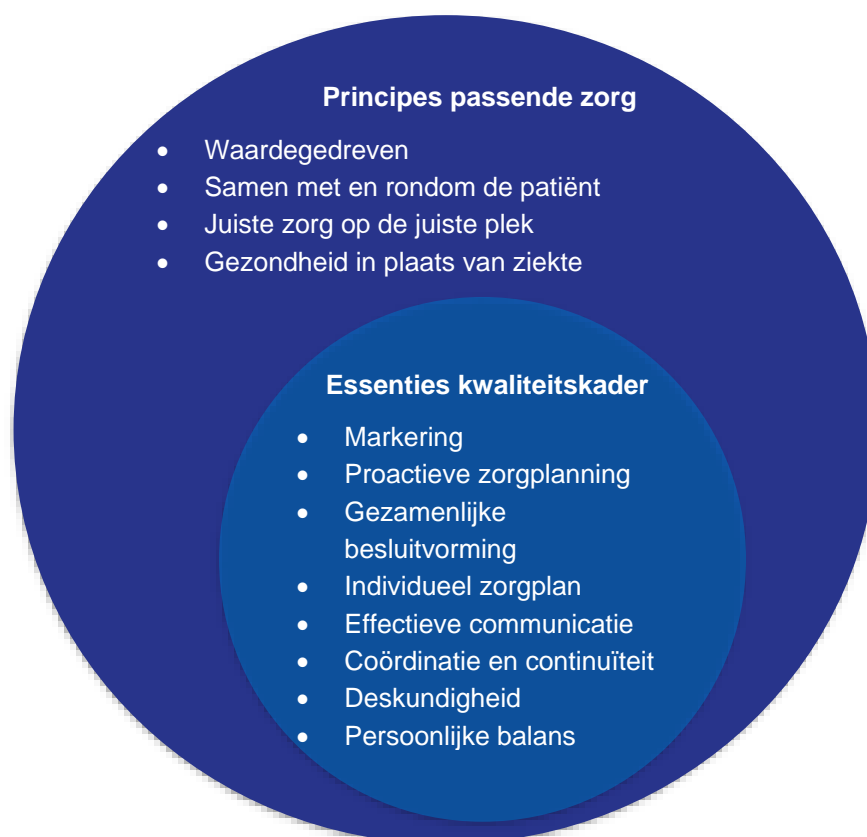 Principes passende zorg
• Waardegedreven
• Samen met en rondom de patiënt
• Juiste zorg op de juiste plek
• Gezondheid in plaats van ziekte
Essenties kwaliteitskader
• Markering
• Proactieve zorgplanning
• Gezamenlijke
besluitvorming
• Individueel zorgplan
• Effectieve communicatie
• Coördinatie en continuïteit
• Deskundigheid
• Persoonlijke balans